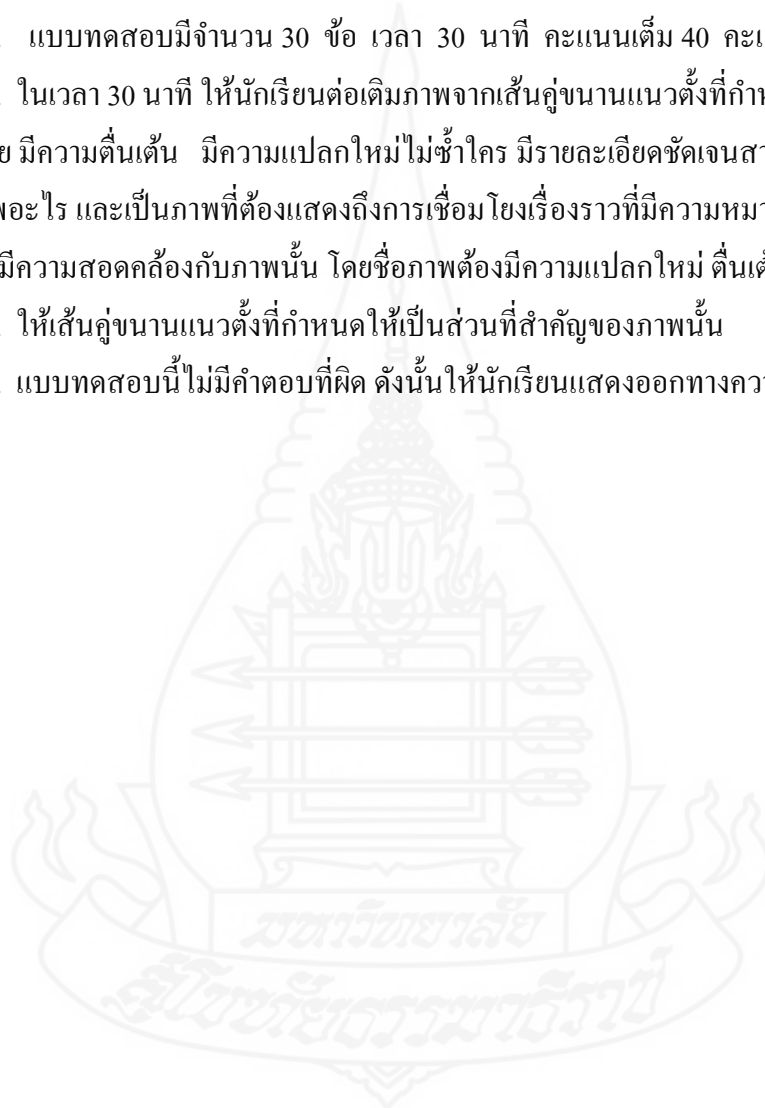 . แบบทดสอบมีจำนวน 30 ข้อ เวลา 30 นาที คะแนนเต็ม 40
. ในเวลา 30 นาที ให้นักเรียนต่อเติมภาพจากเส้นคู่ขนานแนวตั้งที่
มีความตื่นเต้น มีความแปลกใหม่ไม่ซ้ำใคร มีรายละเอียดชัดเจน
อะไร และเป็นภาพที่ต้องแสดงถึงการเชื่อมโยงเรื่องราวที่มี
มีความสอดคล้องกับภาพนั้น โดยชื่อภาพต้องมีความแปลกใหม่
. ให้เส้นคู่ขนานแนวตั้งที่กำหนดให้เป็นส่วนที่สำคัญของภาพนั้น
. แบบทดสอบนี้ไม่มีคำตอบที่ผิด ดังนั้นให้นักเรียนแสดงออกทาง
มหาวิทยาลัย
สุโขทัยธรรมาธิราช